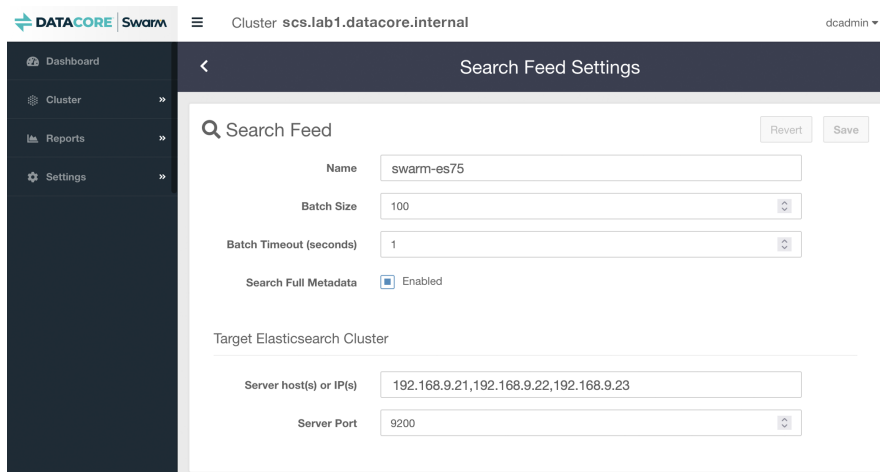 DATACORE Swarm
Cluster scs.lab1.datacore.internal
dcadmin
Dashboard
Cluster
Reports
Settings
Search Feed Settings
Search Feed
Revert
Save
Name
swarm-es75
Batch Size
100
Batch Timeout (seconds)
1
Search Full Metadata
Enabled
Target Elasticsearch Cluster
Server host(s) or IP(s)
192.168.9.21,192.168.9.22,192.168.9.23
Server Port
9200